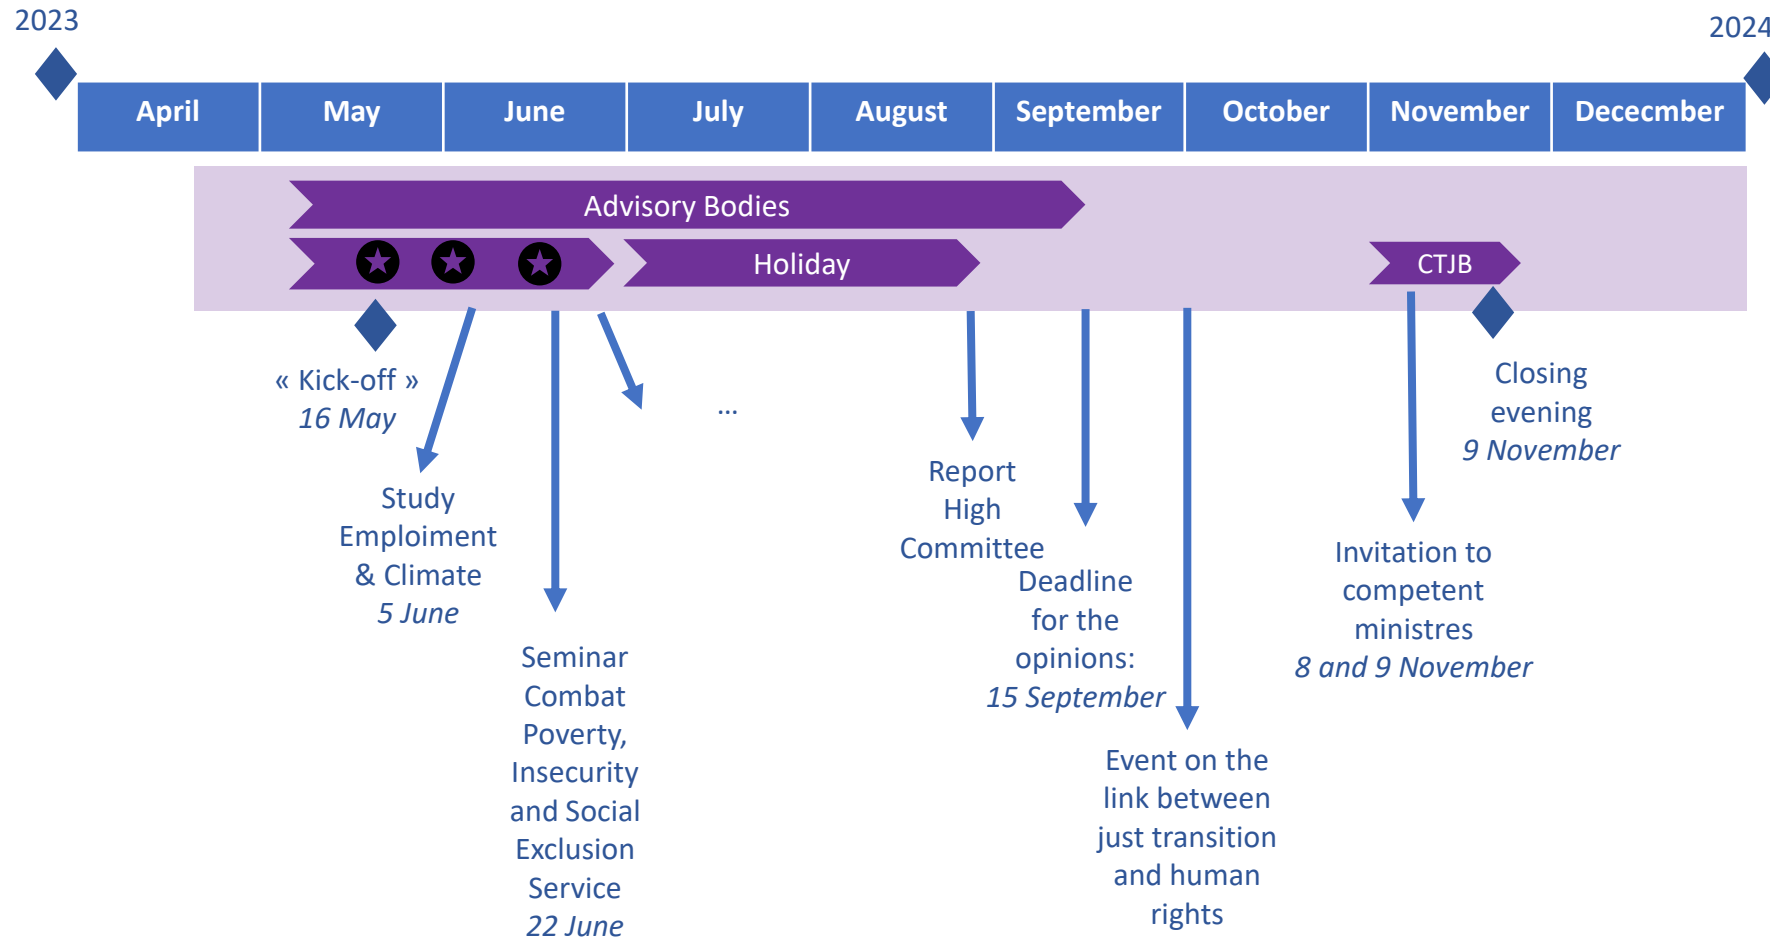 2023
2024
April
May
June
July
August
September
October
November
Dececmber
Advisory Bodies
Holiday
CTJB
« Kick-off »
16 May
...
Study
Emploiment
& Climate
5 June
Seminar
Combat
Poverty,
Insecurity
and Social
Exclusion
Service
22 June
Report
High
Committee
Deadline
for the
opinions:
15 September
Event on the
link between
just transition
and human
rights
Invitation to
competent
ministres
8 and 9 November
Closing
evening
9 November